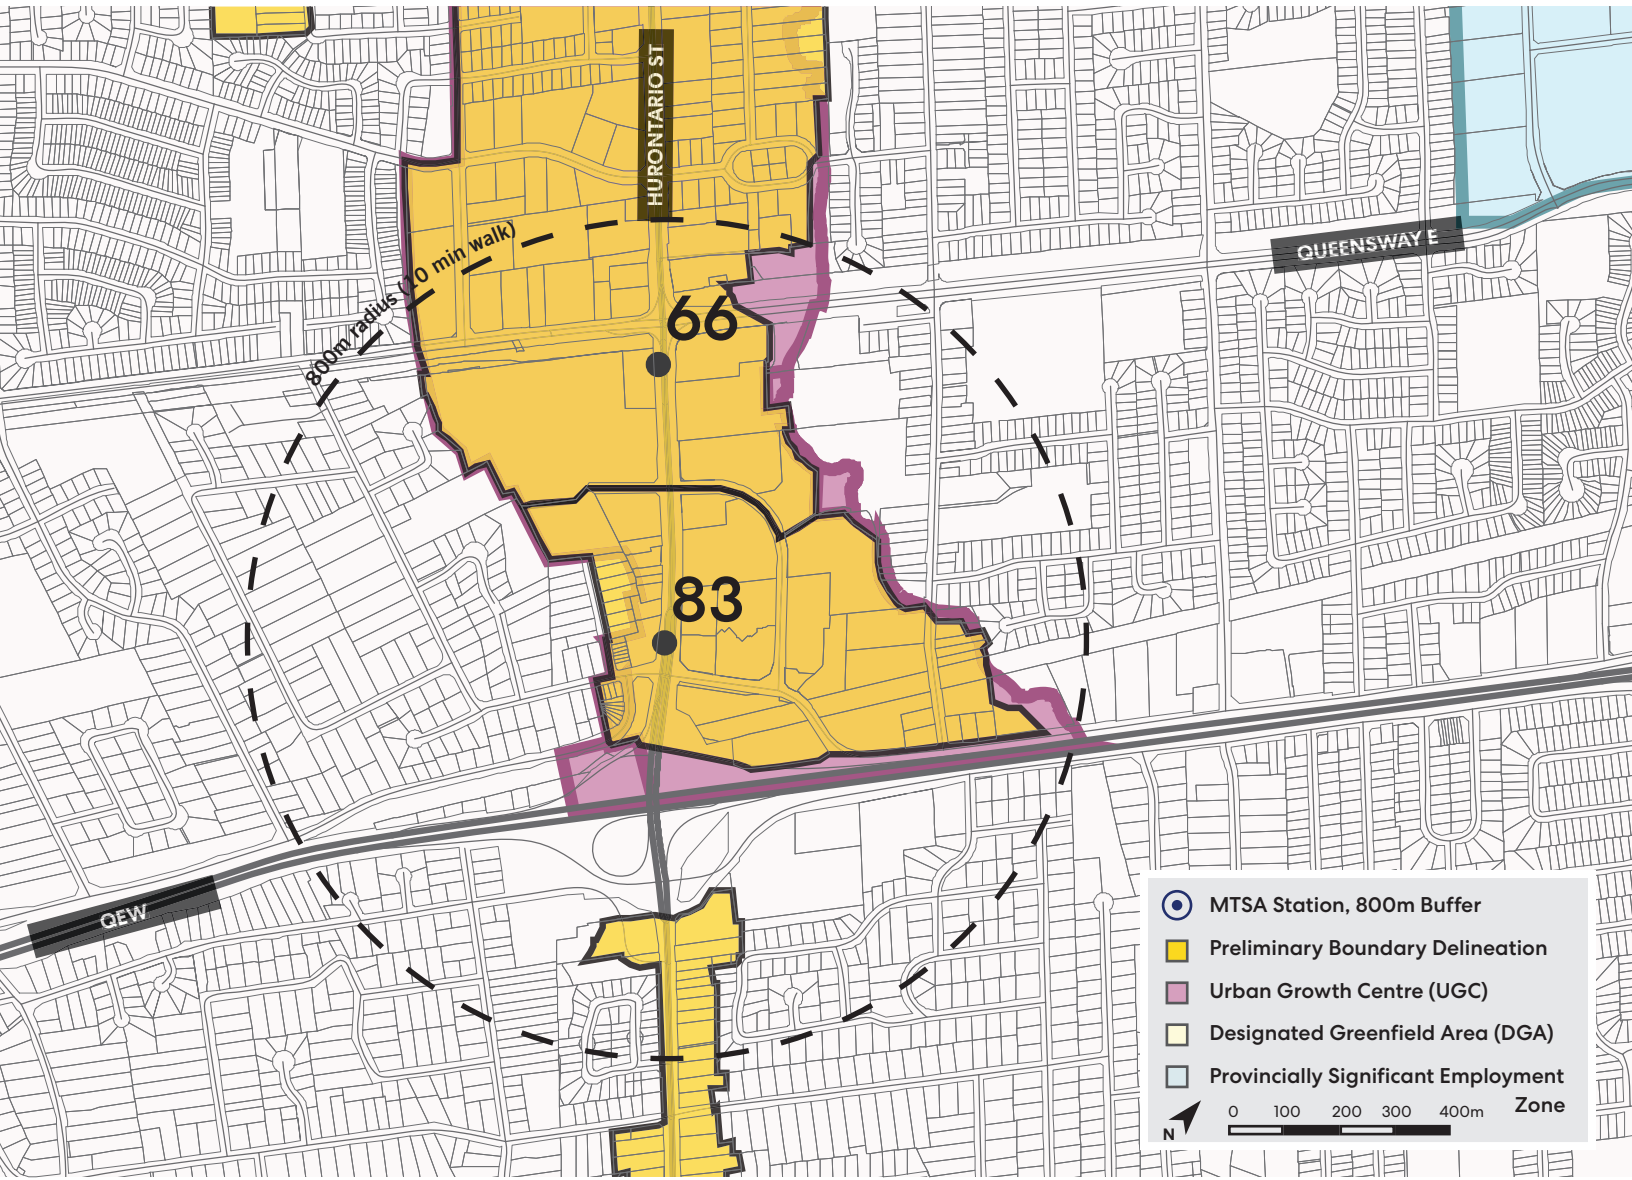 HURONTARIO ST
QUEENSWAY E
800m radius (10 min walk)
66
83
QEW
MTSA Station, 800m Buffer
Preliminary Boundary Delineation
Urban Growth Centre (UGC)
Designated Greenfield Area (DGA)
Provincially Significant Employment
Zone
N
0 100 200 300 400m